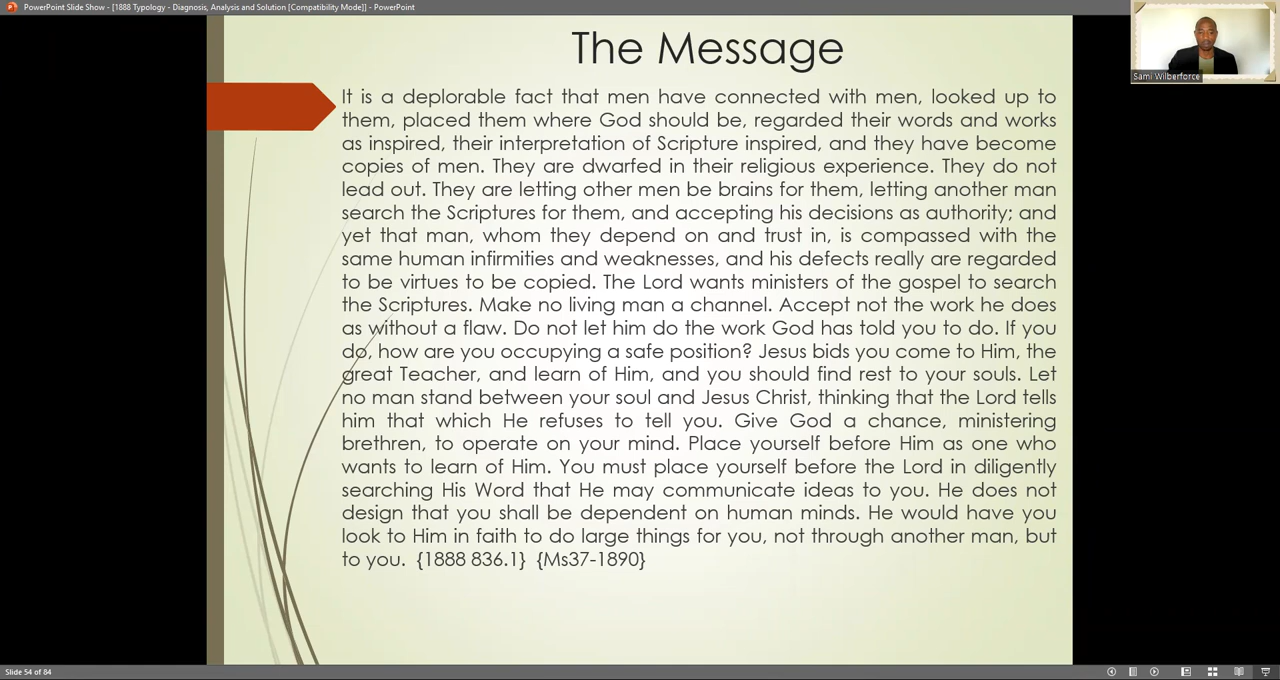 PowerPoint Slide Show - [1888 Typology - Diagnosis, Analysis and Solution [Compatibility Mode]] - PowerPoint
The Message
It is a deplorable fact that men have connected with men, looked up to
them, placed them where God should be, regarded their words and works
as inspired, their interpretation of Scripture inspired, and they have become
copies of men. They are dwarfed in their religious experience. They do not
lead out. They are letting other men be brains for them, letting another man
search the Scriptures for them, and accepting his decisions as authority; and
yet that man, whom they depend on and trust in, is compassed with the
same human infirmities and weaknesses, and his defects really are regarded
to be virtues to be copied. The Lord wants ministers of the gospel to search
the Scriptures. Make no living man a channel. Accept not the work he does
as without a flaw. Do not let him do the work God has told you to do. If you
do, how are you occupying a safe position? Jesus bids you come to Him, the
great Teacher, and learn of Him, and you should find rest to your souls. Let
no man stand between your soul and Jesus Christ, thinking that the Lord tells
him that which He refuses to tell you. Give God a chance, ministering
brethren, to operate on your mind. Place yourself before Him as one who
wants to learn of Him. You must place yourself before the Lord in diligently
searching His Word that He may communicate ideas to you. He does not
design that you shall be dependent on human minds. He would have you
look to Him in faith to do large things for you, not through another man, but
to you. {1888 836.1} {Ms37-1890}
Sami Wilberforce
Slide 54 of 84